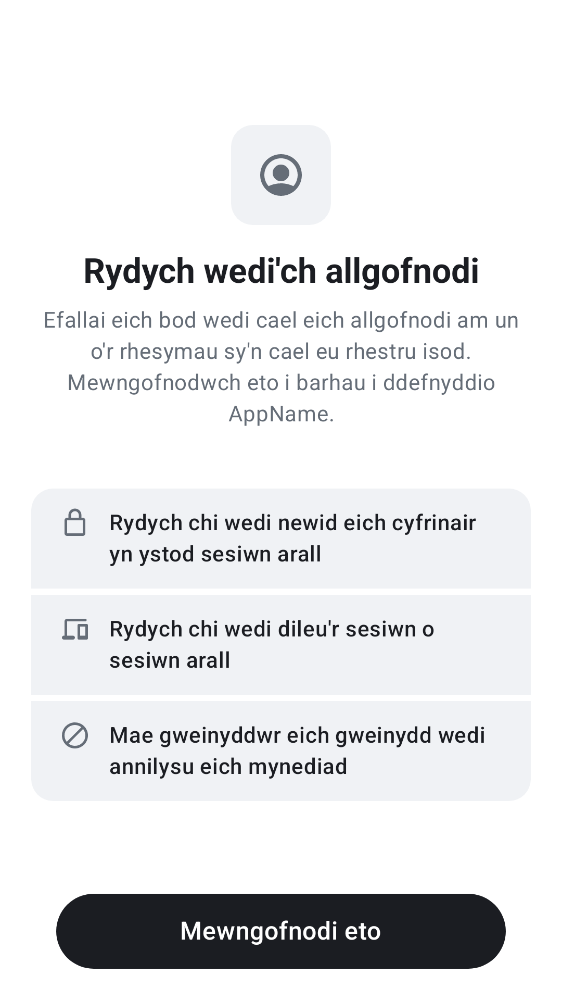 Rydych wedi'ch allgofnodi
Efallai eich bod wedi cael eich allgofnodi am un
o'r rhesymau sy'n cael eu rhestru isod.
Mewngofnodwch eto i barhau i ddefnyddio
AppName.
Rydych chi wedi newid eich cyfrinair
yn ystod sesiwn arall
Rydych chi wedi dileu'r sesiwn o
sesiwn arall
Mae gweinyddwr eich gweinydd wedi
annilysu eich mynediad
Mewngofnodi eto